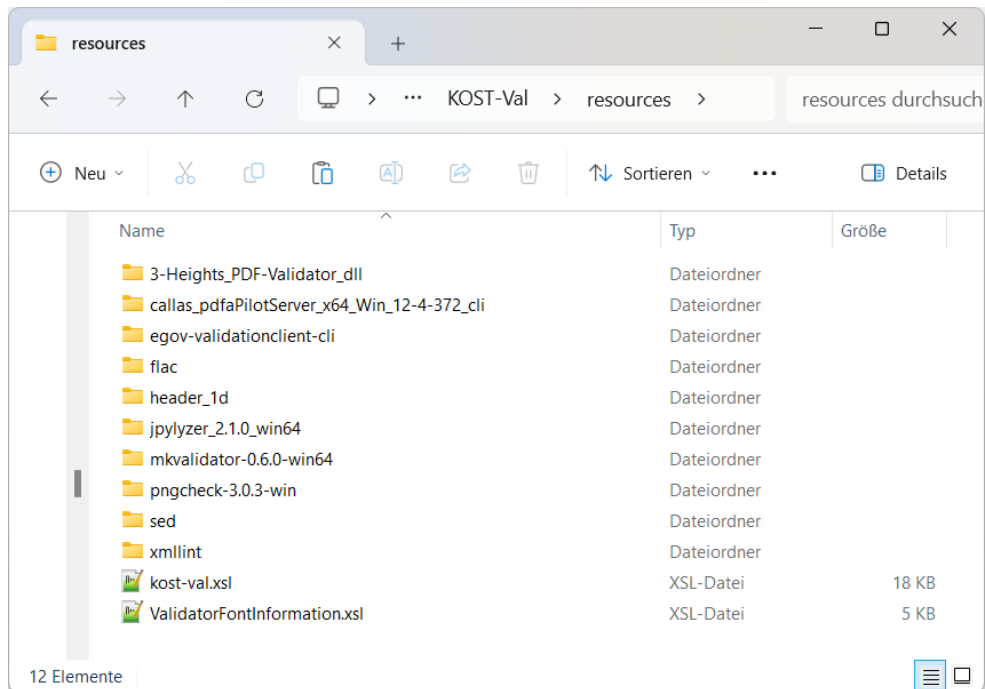 resources
KOST-Val resources resources durchsuch
Neu Sortieren Details
Name Typ Größe
3-Heights_PDF-Validator_dll Dateiordner
callas_pdfaPilotServer_x64_Win_12-4-372_cli Dateiordner
egov-validationclient-cli Dateiordner
flac Dateiordner
header_1d Dateiordner
jpylyzer_2.1.0_win64 Dateiordner
mkvalidator-0.6.0-win64 Dateiordner
pngcheck-3.0.3-win Dateiordner
sed Dateiordner
xmllint Dateiordner
kost-val.xsl XSL-Datei 18 KB
ValidatorFontInformation.xsl XSL-Datei 5 KB
12 Elemente